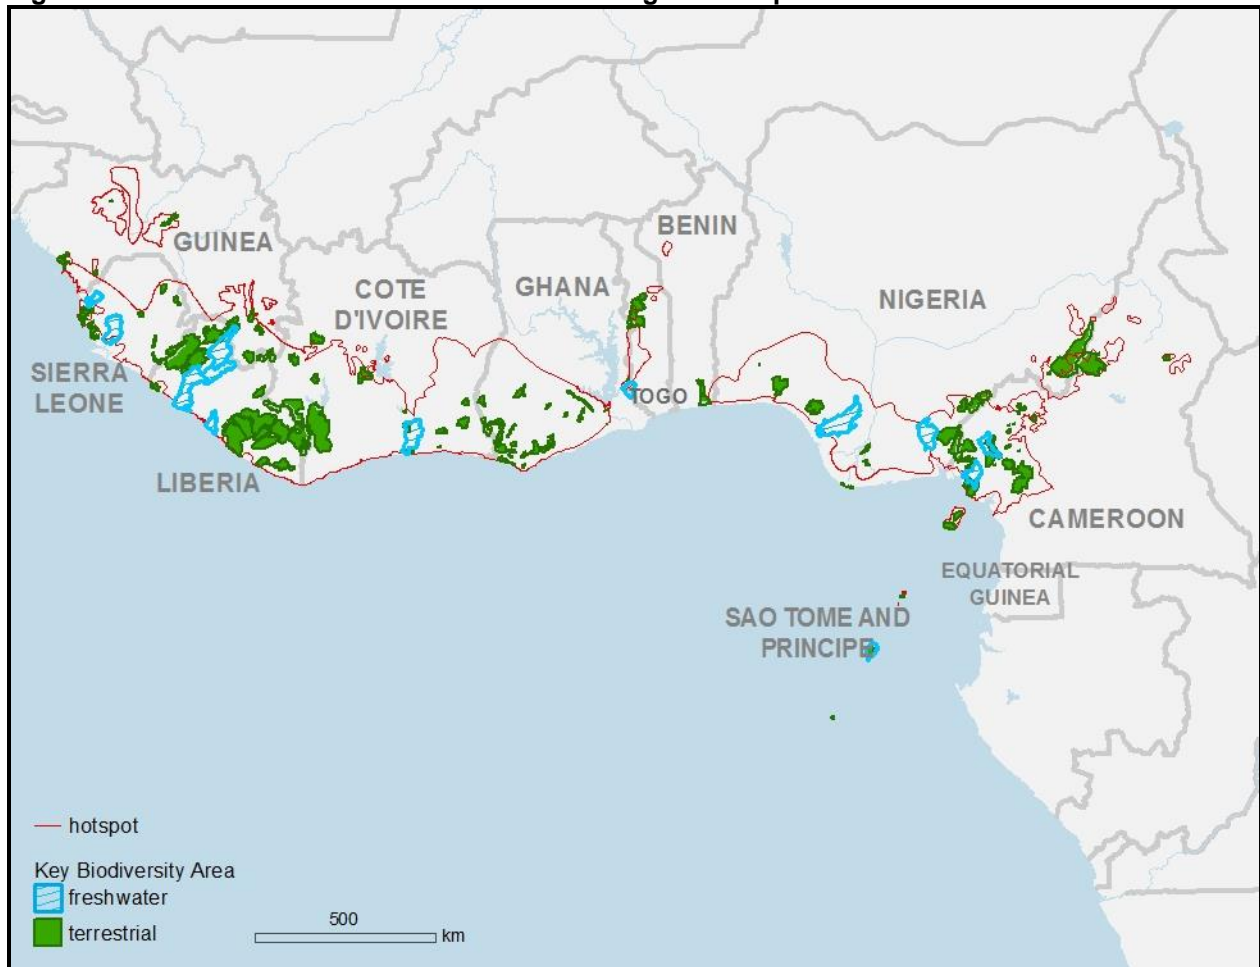 GUINEA
BENIN
COTE
D'IVOIRE
GHANA
NIGERIA
SIERRA
LEONE
TOGO
LIBERIA
CAMEROON
EQUATORIAL
GUINEA
SAO TOME AND
PRINCIPE
hotspot
Key Biodiversity Area
freshwater
terrestrial
500
km